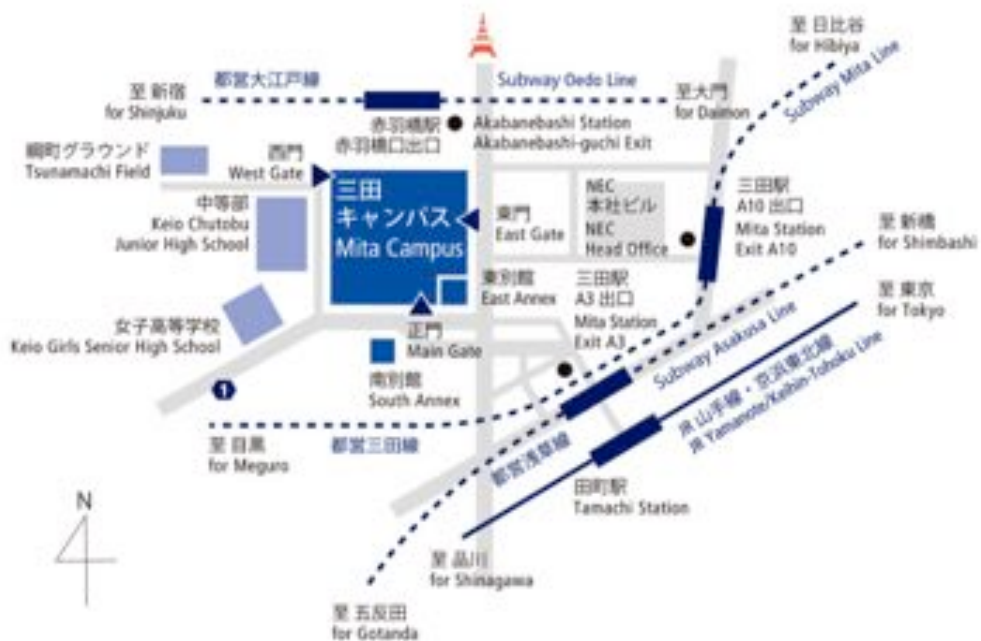 至 日比谷
for Hibiya
Subway Mita Line
至 新宿
for Shinjuku
都営大江戸線
Subway Oedo Line
至大門
for Daimon
赤羽橋駅
赤羽橋口出口
Akabanebashi Station
Akabanebashi-guchi Exit
綱町グラウンド
Tsunamachi Field
西門
West Gate
三田
キャンパス
Mita Campus
東門
East Gate
NEC
本社ビル
NEC
Head Office
三田駅
A10 出口
Mita Station
Exit A10
至 新橋
for Shimbashi
中等部
Keio Chutobu
Junior High School
東別館
East Annex
三田駅
A3 出口
Mita Station
Exit A3
至 東京
for Tokyo
女子高等学校
Keio Girls Senior High School
正門
Main Gate
Subway Asakusa Line
1
南別館
South Annex
JR 山手線・京浜東北線
JR Yamanote/Keihin-Tohoku Line
至 目黒
for Meguro
都営三田線
都営浅草線
田町駅
Tamachi Station
N
至 品川
for Shinagawa
至 五反田
for Gotanda